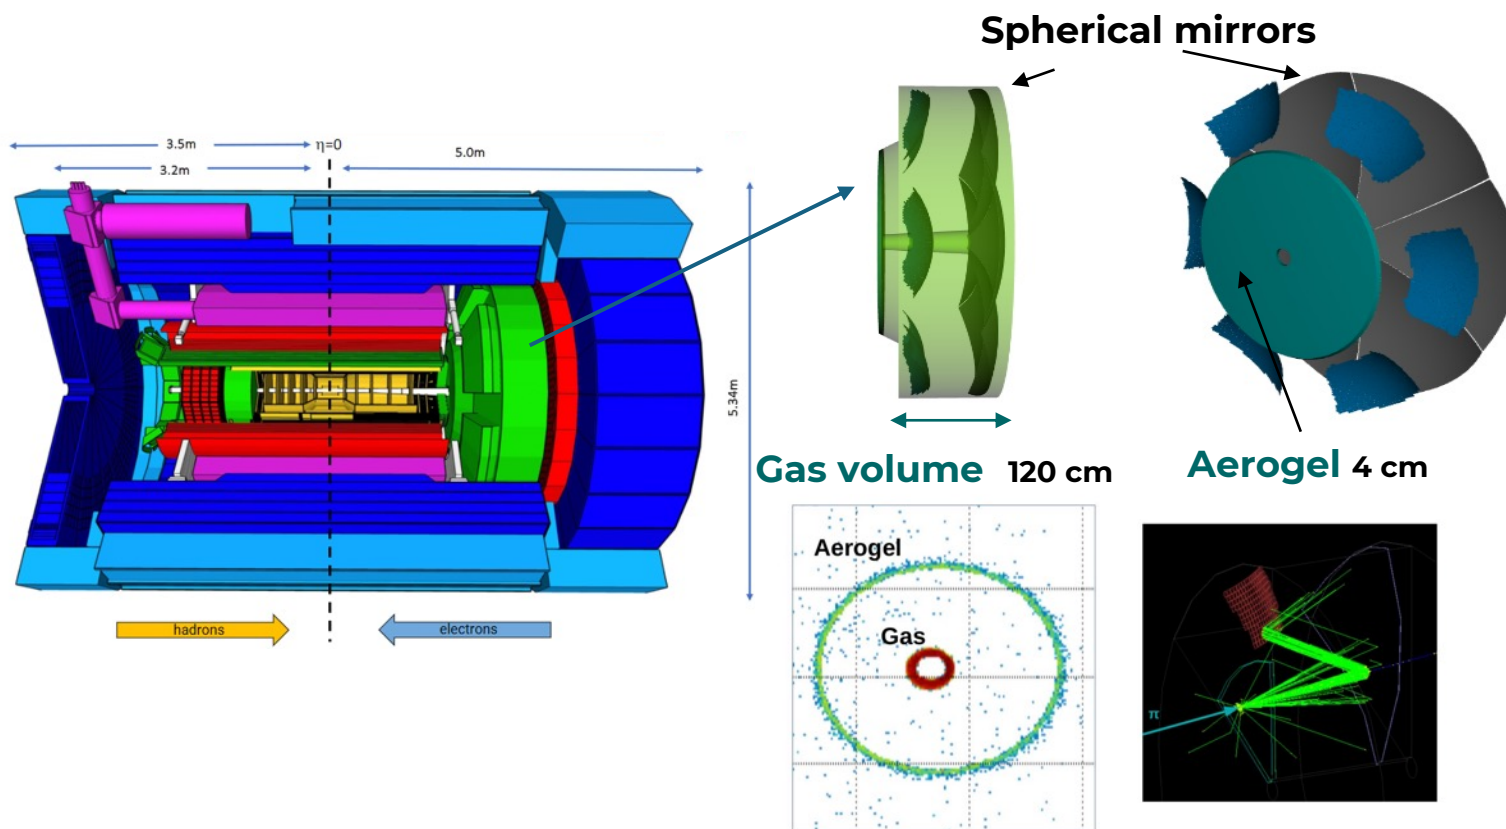 Spherical mirrors
3.5m
η=0
5.0m
3.2m
5.34m
hadrons
electrons
Gas volume 120 cm
Aerogel 4 cm
Aerogel
Gas
π